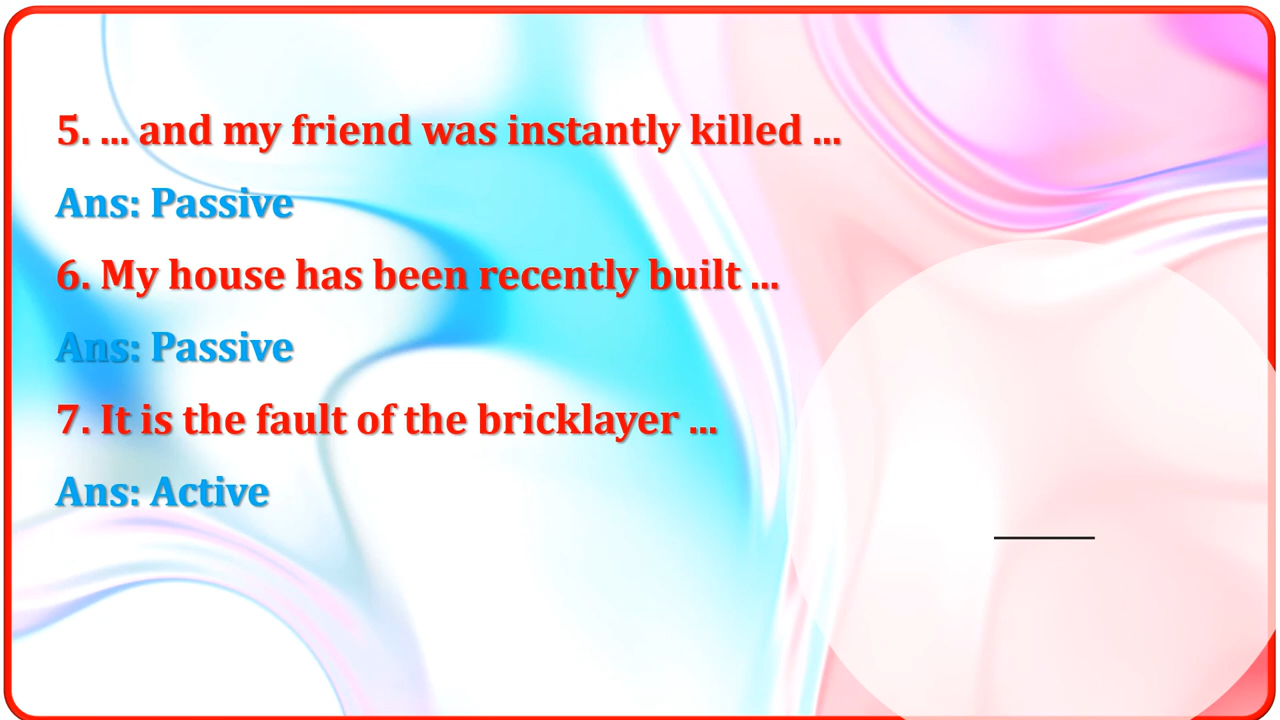 5. ... and my friend was instantly killed ...
Ans: Passive
6. My house has been recently built ...
Ans: Passive
7. It is the fault of the bricklayer ...
Ans: Active